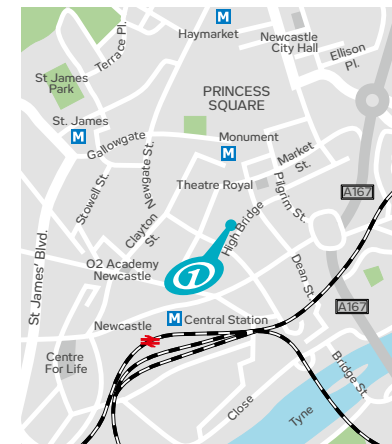 M
Haymarket
Newcastle
City Hall
Ellison
Pl.
Terrace Pl.
St James
Park
PRINCESS
SQUARE
St. James
M
Gallowgate
Monument
M
Market
St.
Newgate St.
Theatre Royal
Pilgrim St.
A167
Stowell St.
Clayton
St.
High Bridge
St James' Blvd.
O2 Academy
Newcastle
1
Dean St.
A167
Newcastle
M Central Station
Centre
For Life
Bridge St.
Close
Tyne